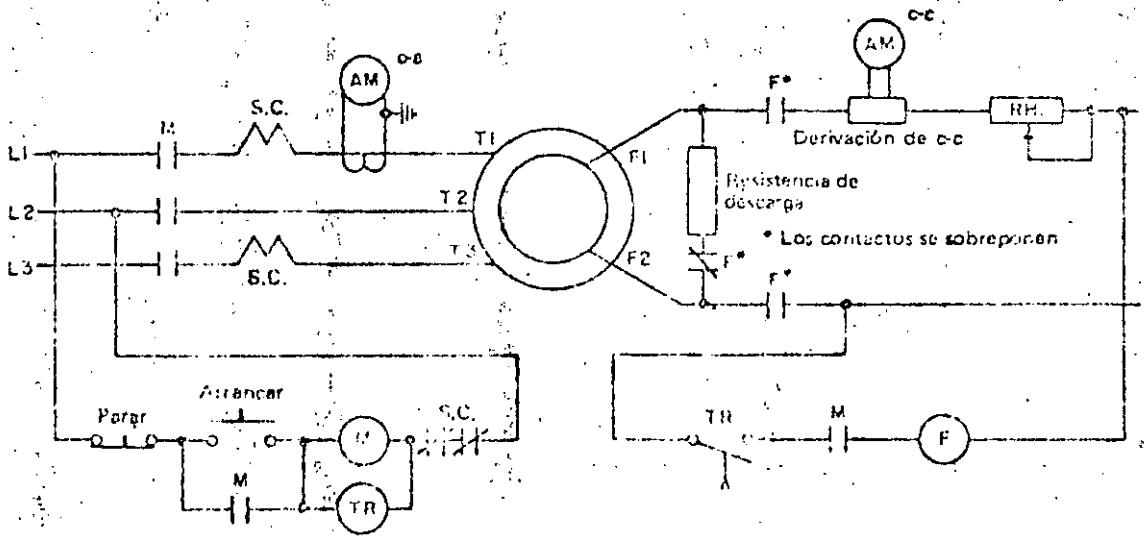 c-c
AM
c-a
AM
F*
S.C.
M
RH.
Derivación de c-c
L1
T1
F1
Resistencia de
descarga
L2
T2
* Los contactos se sobreponen
L3
T3
F2
F*
S.C.
F*
Arrancar
Parar
S.C.
TR
M
M
F
M
TR